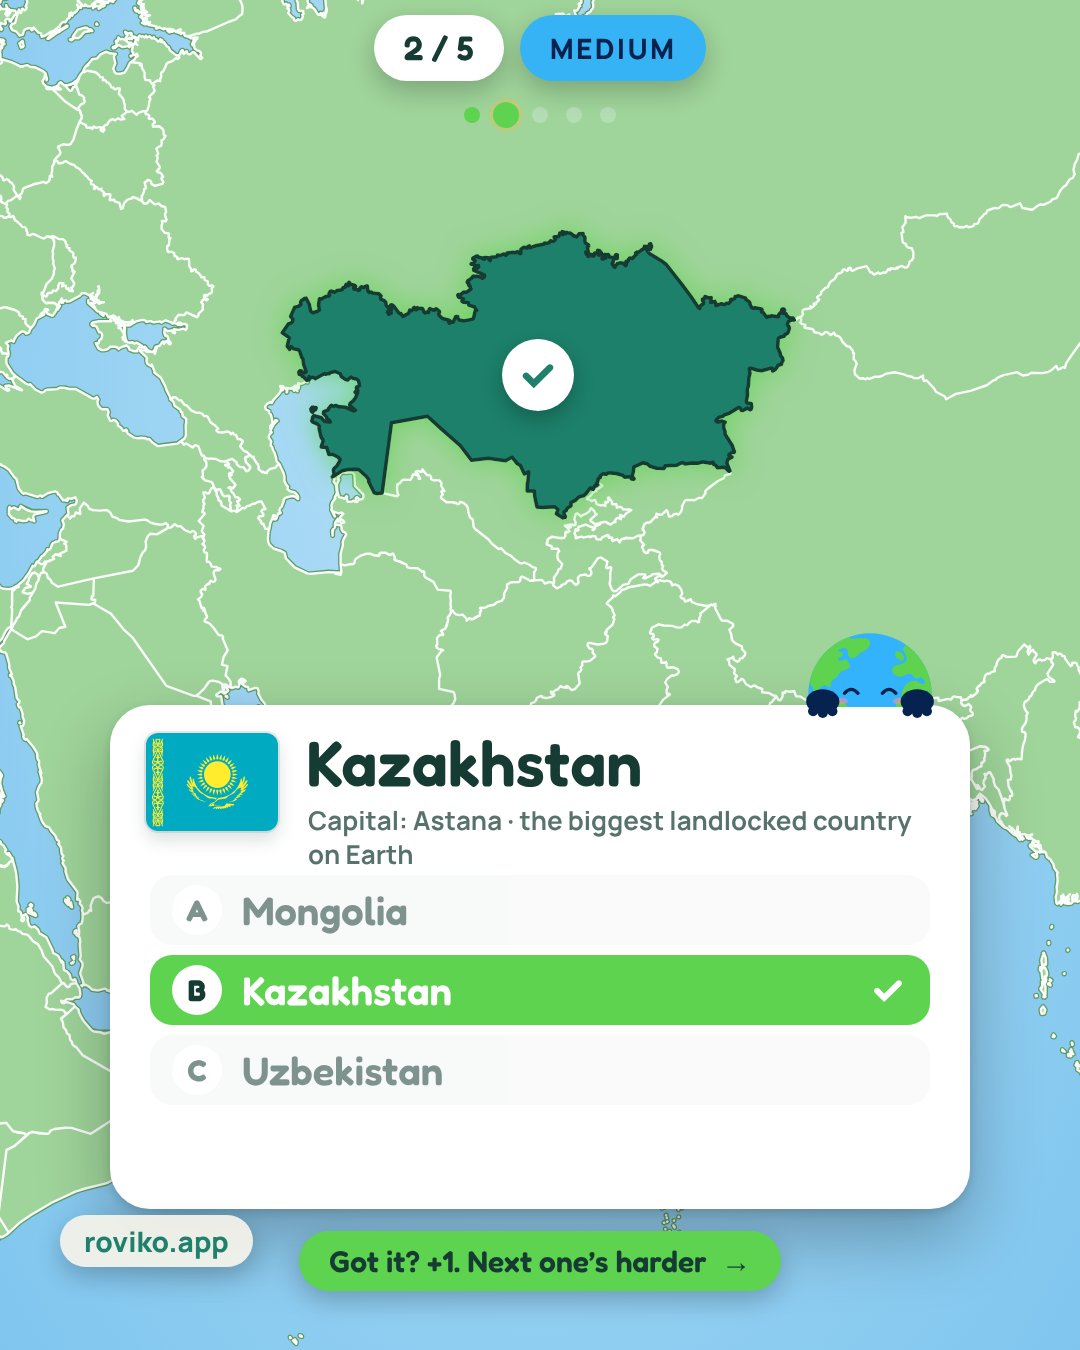 2 / 5
MEDIUM
Kazakhstan
Capital: Astana · the biggest landlocked country
on Earth
A Mongolia
B Kazakhstan
C Uzbekistan
roviko.app
Got it? +1. Next one’s harder →